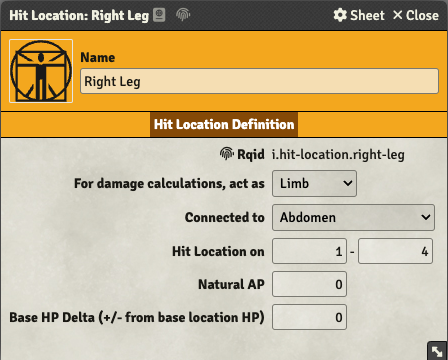 Hit Location: Right Leg Sheet Close
Name
Right Leg
Hit Location Definition
Rqid i.hit-location.right-leg
For damage calculations, act as Limb
Connected to Abdomen
Hit Location on 1 - 4
Natural AP 0
Base HP Delta (+/- from base location HP) 0